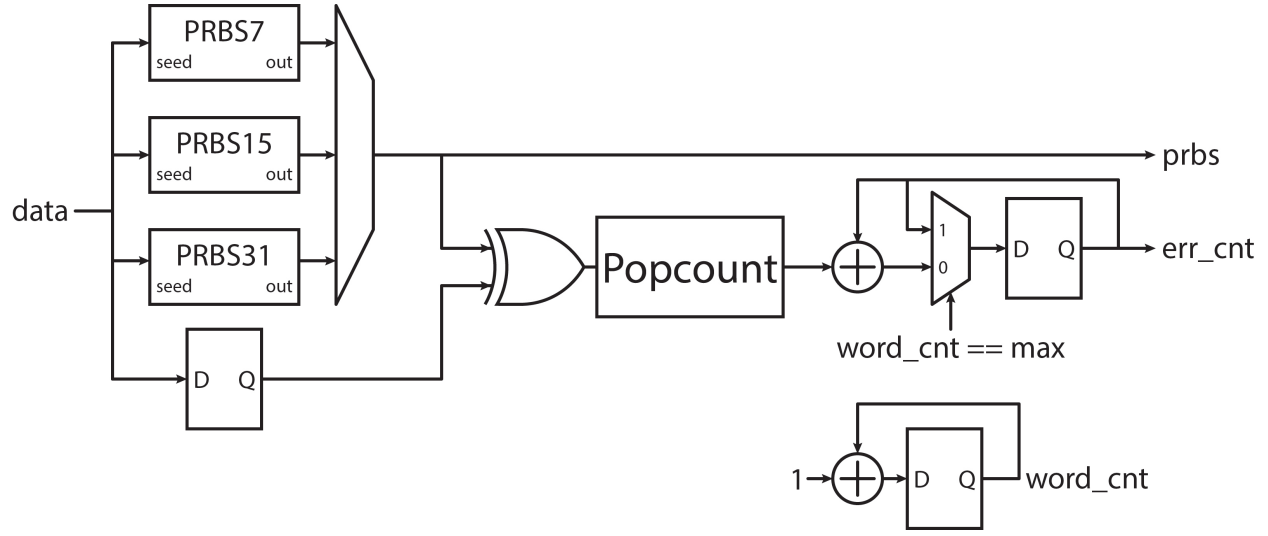 PRBS7
seed out
PRBS15
seed out
prbs
data
PRBS31
seed out
Popcount
1
0
D Q
err_cnt
word_cnt == max
D Q
1
D Q
word_cnt